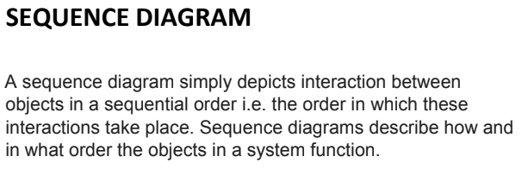 SEQUENCE DIAGRAM
A sequence diagram simply depicts interaction between
objects in a sequential order i.e. the order in which these
interactions take place. Sequence diagrams describe how and
in what order the objects in a system function.